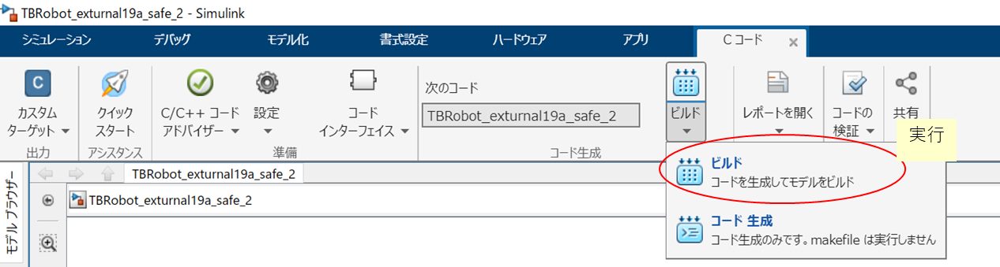 TBRobot_exturnal19a_safe_2 - Simulink
シミュレーション デバッグ モデル化 書式設定 ハードウェア アプリ C コード
C
カスタム ターゲット
クイック スタート
C/C++ コード アドバイザー
設定
コード インターフェイス
次のコード
TBRobot_exturnal19a_safe_2
ビルド
レポートを開く
コードの 検証
共有
出力 アシスタンス 準備 コード生成
実行
ビルド
コードを生成してモデルをビルド
コード 生成
コード生成のみです。makefile は実行しません
モデル ブラウザー
TBRobot_exturnal19a_safe_2
TBRobot_exturnal19a_safe_2